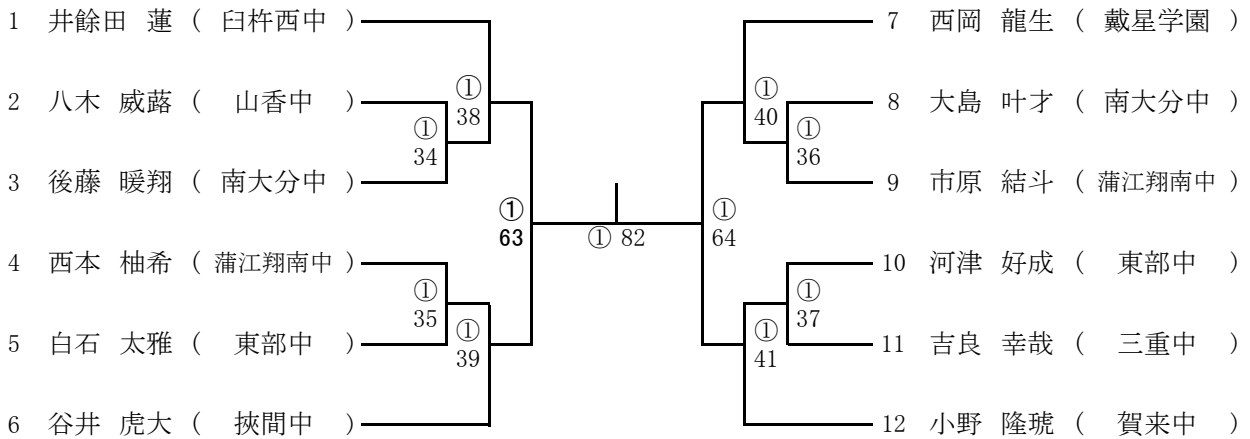 1 井餘田 蓮 ( 臼杵西中 )
2 八木 威蕗 ( 山香中 )
3 後藤 暖翔 ( 南大分中 )
4 西本 柚希 ( 蒲江翔南中 )
5 白石 太雅 ( 東部中 )
6 谷井 虎大 ( 挾間中 )
① 38
① 34
① 63
① 35
① 39
① 82
① 40
① 36
① 64
① 37
① 41
7 西岡 龍生 ( 戴星学園 )
8 大島 叶才 ( 南大分中 )
9 市原 結斗 ( 蒲江翔南中 )
10 河津 好成 ( 東部中 )
11 吉良 幸哉 ( 三重中 )
12 小野 隆琥 ( 賀来中 )